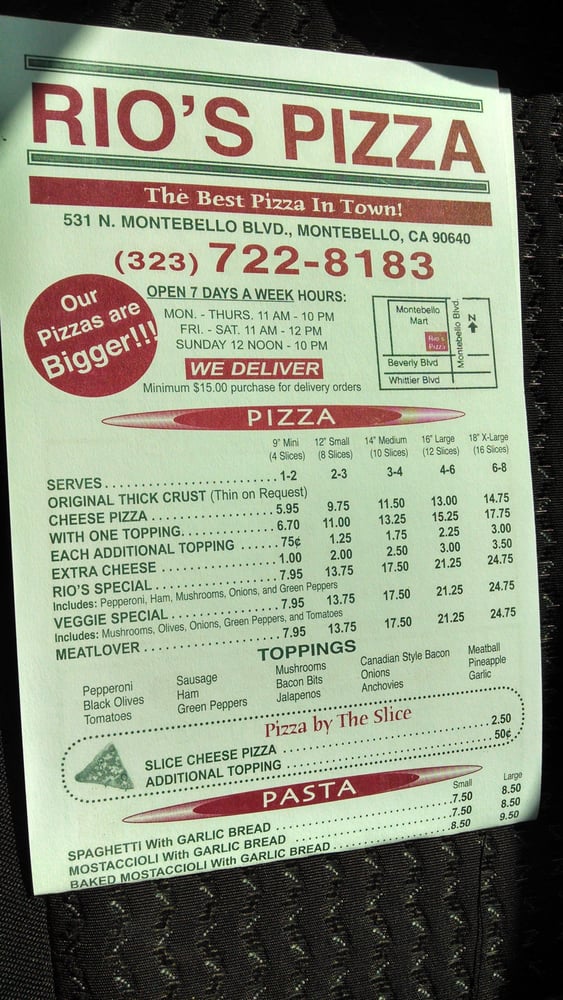 RIO'S PIZZA
The Best Pizza In Town!
531 N. MONTEBELLO BLVD., MONTEBELLO, CA 90640
(323) 722-8183
Our
Pizzas are
Bigger!!!
OPEN 7 DAYS A WEEK HOURS:
MON. - THURS. 11 AM - 10 PM
FRI. - SAT. 11 AM - 12 PM
SUNDAY 12 NOON - 10 PM
WE DELIVER
Minimum $15.00 purchase for delivery orders
Montebello
Mart
Rio's
Pizza
Montebello Blvd.
N
Beverly Blvd
Whittier Blvd
PIZZA
9" Mini 12" Small 14" Medium 16" Large 18" X-Large
(4 Slices) (8 Slices) (10 Slices) (12 Slices) (16 Slices)
SERVES 1-2 2-3 3-4 4-6 6-8
ORIGINAL THICK CRUST (Thin on Request)
CHEESE PIZZA 5.95 9.75 11.50 13.00 14.75
WITH ONE TOPPING 6.70 11.00 13.25 15.25 17.75
EACH ADDITIONAL TOPPING 75¢ 1.25 1.75 2.25 3.00
EXTRA CHEESE 1.00 2.00 2.50 3.00 3.50
RIO'S SPECIAL 7.95 13.75 17.50 21.25 24.75
Includes: Pepperoni, Ham, Mushrooms, Onions, and Green Peppers
VEGGIE SPECIAL 7.95 13.75 17.50 21.25 24.75
Includes: Mushrooms, Olives, Onions, Green Peppers, and Tomatoes
MEATLOVER 7.95 13.75 17.50 21.25 24.75
TOPPINGS
Pepperoni Sausage Mushrooms Canadian Style Bacon Meatball
Black Olives Ham Bacon Bits Onions Pineapple
Tomatoes Green Peppers Jalapenos Anchovies Garlic
Pizza by The Slice
SLICE CHEESE PIZZA 2.50
ADDITIONAL TOPPING 50¢
PASTA
Small Large
SPAGHETTI With GARLIC BREAD 7.50 8.50
MOSTACCIOLI With GARLIC BREAD 7.50 8.50
BAKED MOSTACCIOLI With GARLIC BREAD 8.50 9.50